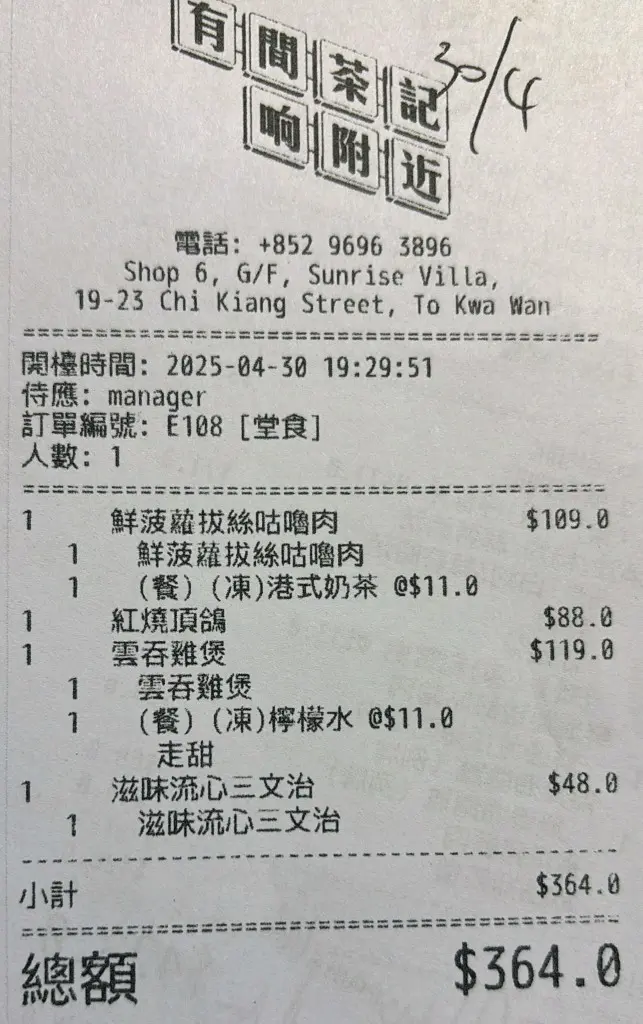 有間茶記
30/4
响附近
電話: +852 9696 3896
Shop 6, G/F, Sunrise Villa,
19-23 Chi Kiang Street, To Kwa Wan
開檯時間: 2025-04-30 19:29:51
侍應: manager
訂單編號: E108 [堂食]
人數: 1
1 鮮菠蘿拔絲咕嚕肉 $109.0
1 鮮菠蘿拔絲咕嚕肉
1 (餐) (凍)港式奶茶 @$11.0
1 紅燒頂鴿 $88.0
1 雲吞雞煲 $119.0
1 雲吞雞煲
1 (餐) (凍)檸檬水 @$11.0
走甜
1 滋味流心三文治 $48.0
1 滋味流心三文治
小計 $364.0
總額 $364.0